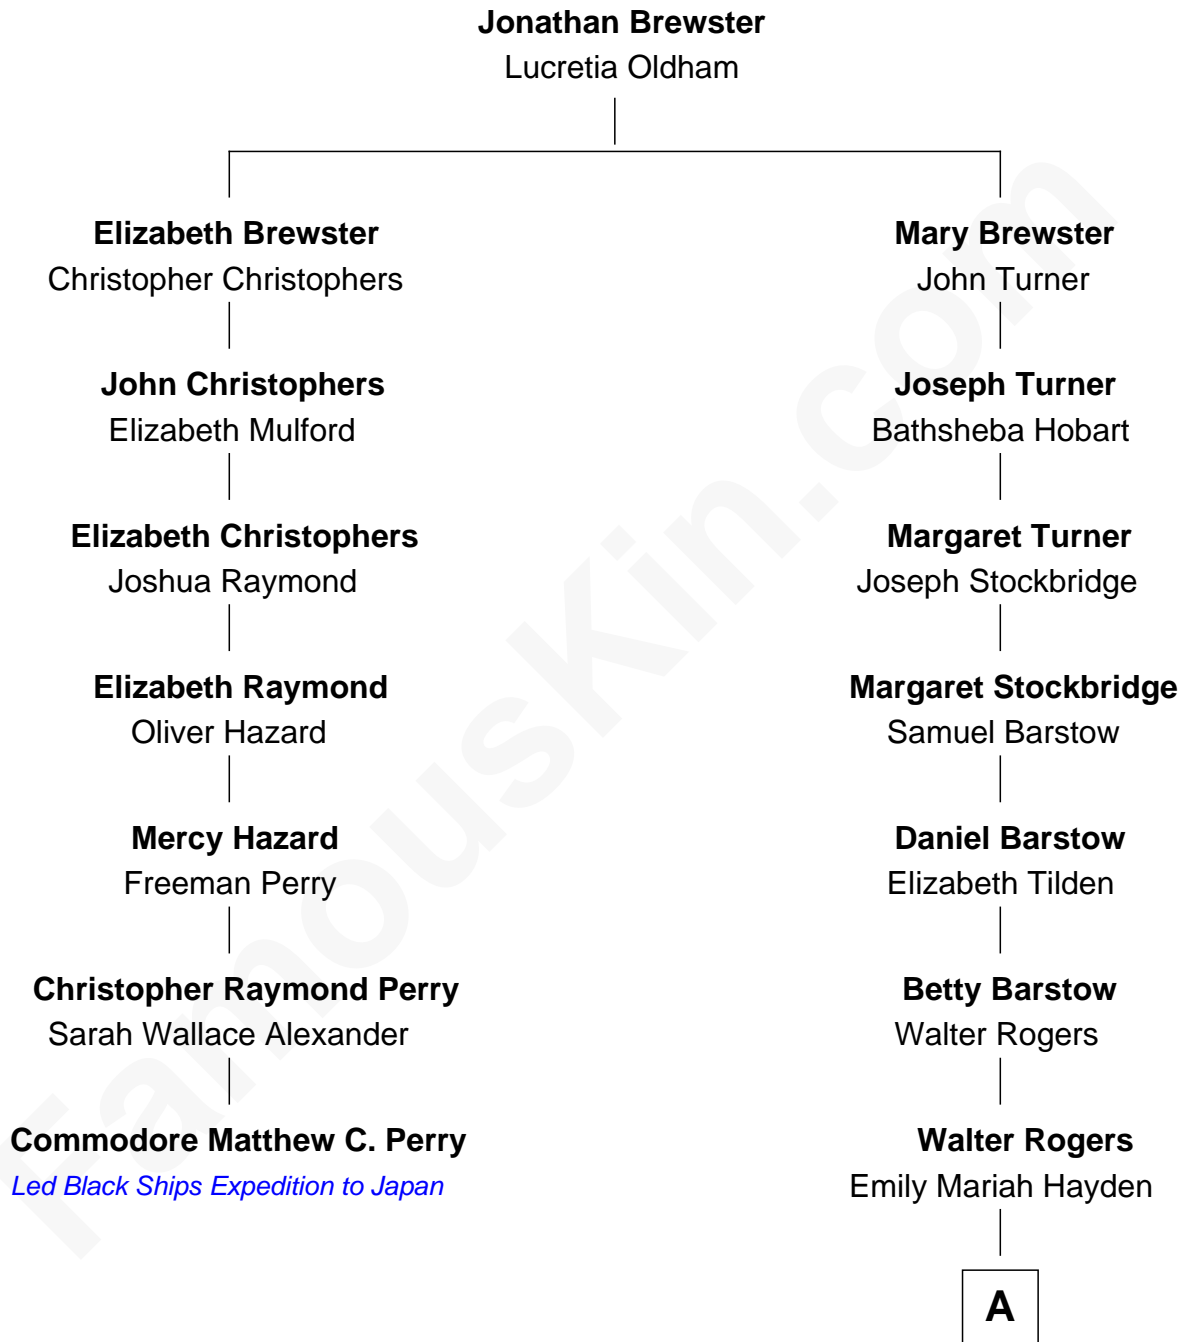 Jonathan Brewster
Lucretia Oldham
Elizabeth Brewster
Christopher Christophers
Mary Brewster
John Turner
John Christophers
Elizabeth Mulford
Joseph Turner
Bathsheba Hobart
Elizabeth Christophers
Joshua Raymond
Margaret Turner
Joseph Stockbridge
Elizabeth Raymond
Oliver Hazard
Margaret Stockbridge
Samuel Barstow
Mercy Hazard
Freeman Perry
Daniel Barstow
Elizabeth Tilden
Christopher Raymond Perry
Sarah Wallace Alexander
Betty Barstow
Walter Rogers
Commodore Matthew C. Perry
Led Black Ships Expedition to Japan
Walter Rogers
Emily Mariah Hayden
A
FamousKin.com